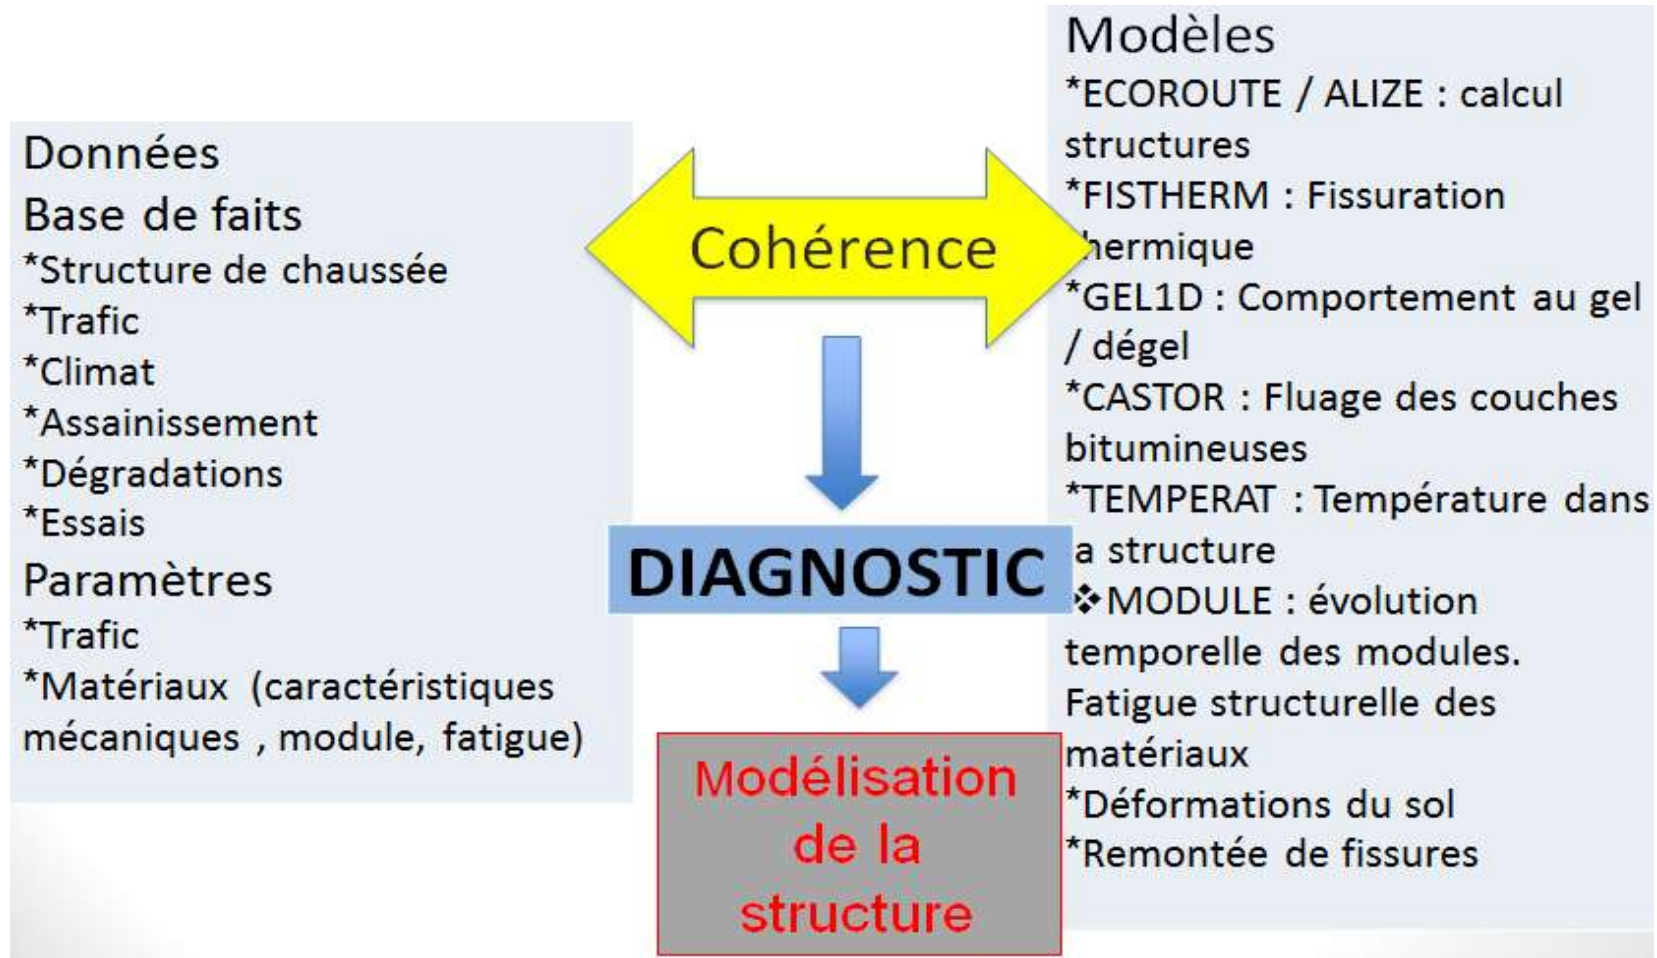 Données
Base de faits
*Structure de chaussée
*Trafic
*Climat
*Assainissement
*Dégradations
*Essais
Paramètres
*Trafic
*Matériaux (caractéristiques
mécaniques , module, fatigue)
Cohérence
DIAGNOSTIC
Modélisation
de la
structure
Modèles
*ECOROUTE / ALIZE : calcul
structures
*FISTHERM : Fissuration
hermique
*GEL1D : Comportement au gel
/ dégel
*CASTOR : Fluage des couches
bitumineuses
*TEMPERAT : Température dans
a structure
❖MODULE : évolution
temporelle des modules.
Fatigue structurelle des
matériaux
*Déformations du sol
*Remontée de fissures